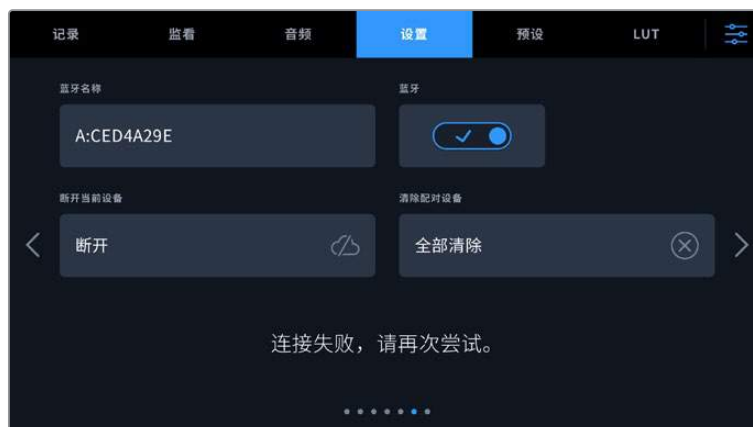 记录 监看 音频 设置 预设 LUT
蓝牙名称 蓝牙
A:CED4A29E
断开当前设备 清除配对设备
断开 全部清除
连接失败，请再次尝试。